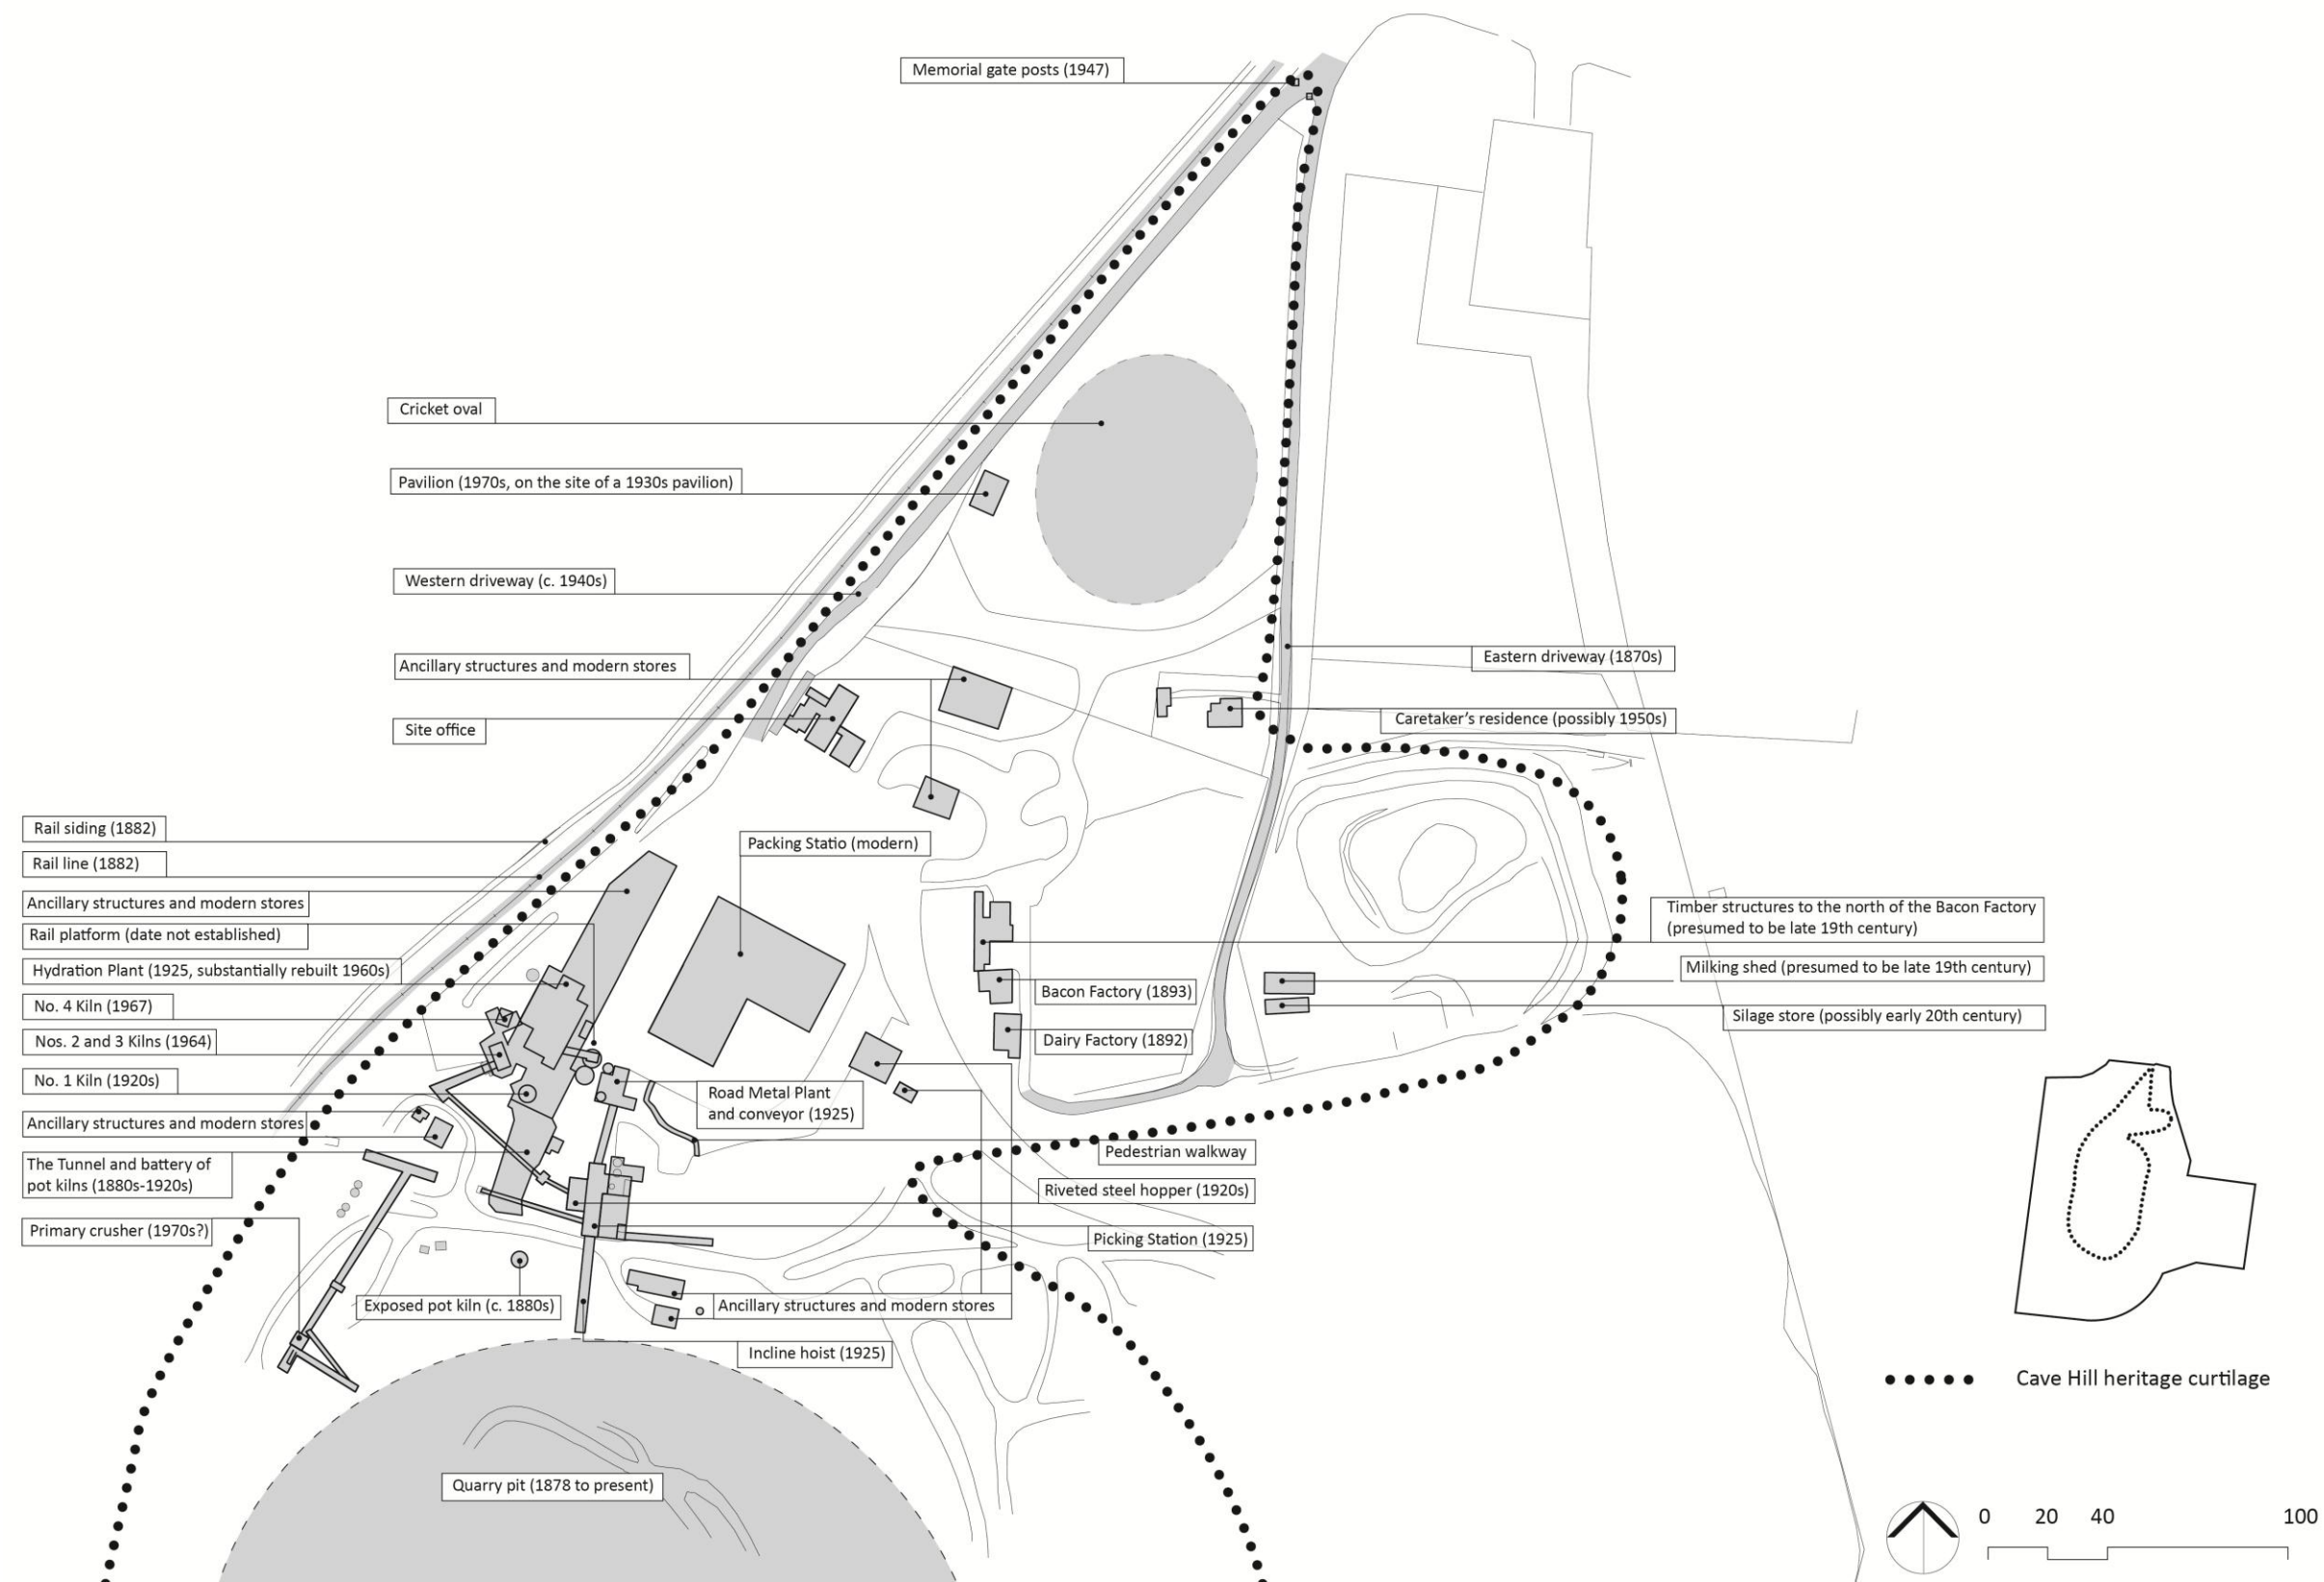 Memorial gate posts (1947)
Cricket oval
Pavilion (1970s, on the site of a 1930s pavilion)
Western driveway (c. 1940s)
Ancillary structures and modern stores
Eastern driveway (1870s)
Site office
Caretaker's residence (possibly 1950s)
Rail siding (1882)
Packing Statio (modern)
Rail line (1882)
Ancillary structures and modern stores
Timber structures to the north of the Bacon Factory
(presumed to be late 19th century)
Rail platform (date not established)
Hydration Plant (1925, substantially rebuilt 1960s)
Milking shed (presumed to be late 19th century)
Bacon Factory (1893)
No. 4 Kiln (1967)
Silage store (possibly early 20th century)
Nos. 2 and 3 Kilns (1964)
Dairy Factory (1892)
No. 1 Kiln (1920s)
Road Metal Plant
and conveyor (1925)
Ancillary structures and modern stores
Pedestrian walkway
The Tunnel and battery of
pot kilns (1880s-1920s)
Riveted steel hopper (1920s)
Primary crusher (1970s?)
Picking Station (1925)
Exposed pot kiln (c. 1880s)
Ancillary structures and modern stores
Incline hoist (1925)
Cave Hill heritage curtilage
Quarry pit (1878 to present)
0 20 40 100